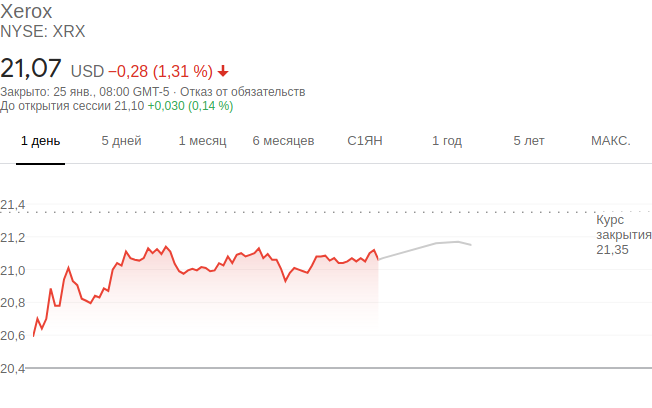 Xerox
NYSE: XRX
21,07 USD −0,28 (1,31 %)
Закрыто: 25 янв., 08:00 GMT-5 · Отказ от обязательств
До открытия сессии 21,10 +0,030 (0,14 %)
1 день 5 дней 1 месяц 6 месяцев С1ЯН 1 год 5 лет МАКС.
21,4
Курс
закрытия
21,35
21,2
21,0
20,8
20,6
20,4